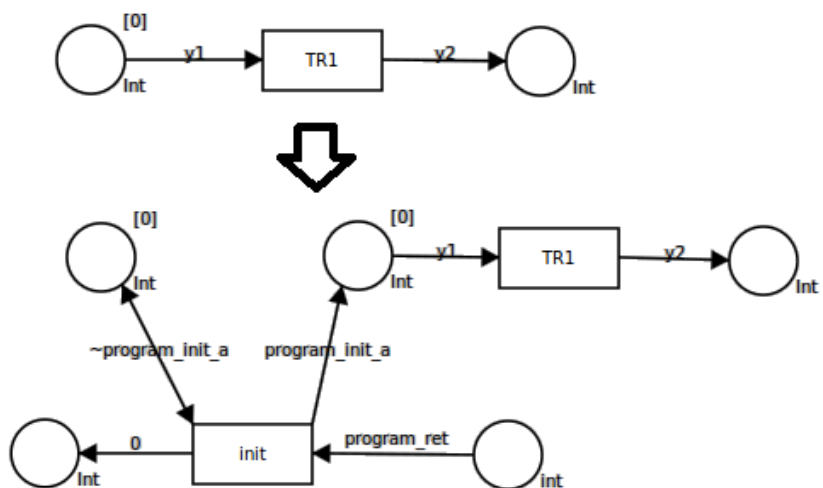 [0]
y1 TR1 y2
Int Int
[0] [0]
y1 TR1 y2
Int Int Int
~program_init_a program_init_a
0 init program_ret
Int int